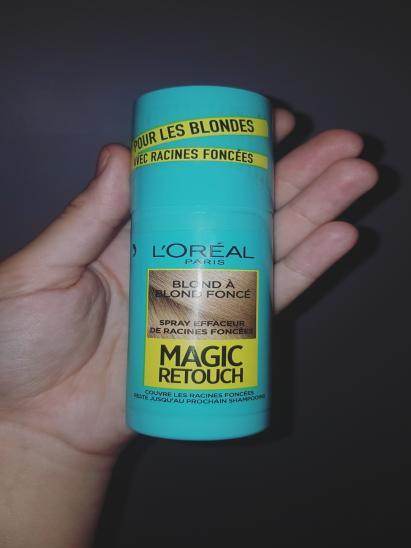 POUR LES BLONDES
AVEC RACINES FONCÉES
L'ORÉAL
PARIS
BLOND À
BLOND FONCÉ
SPRAY EFFACEUR
DE RACINES FONCÉES
MAGIC
RETOUCH
COUVRE LES RACINES FONCÉES
RESTE JUSQU'AU PROCHAIN SHAMPOOING